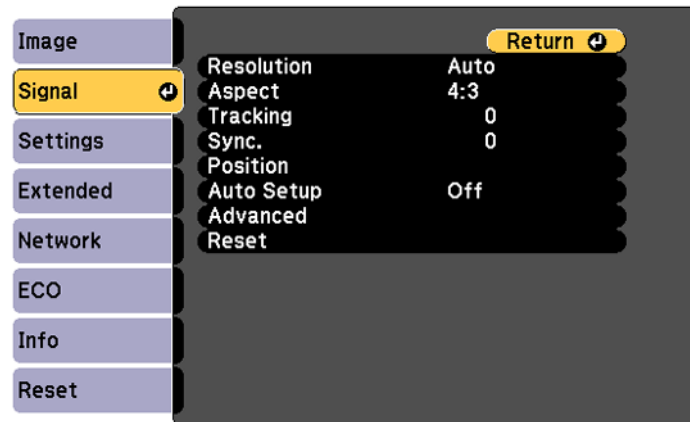 Image
Signal
Settings
Extended
Network
ECO
Info
Reset
Return
Resolution Auto
Aspect 4:3
Tracking 0
Sync. 0
Position
Auto Setup Off
Advanced
Reset